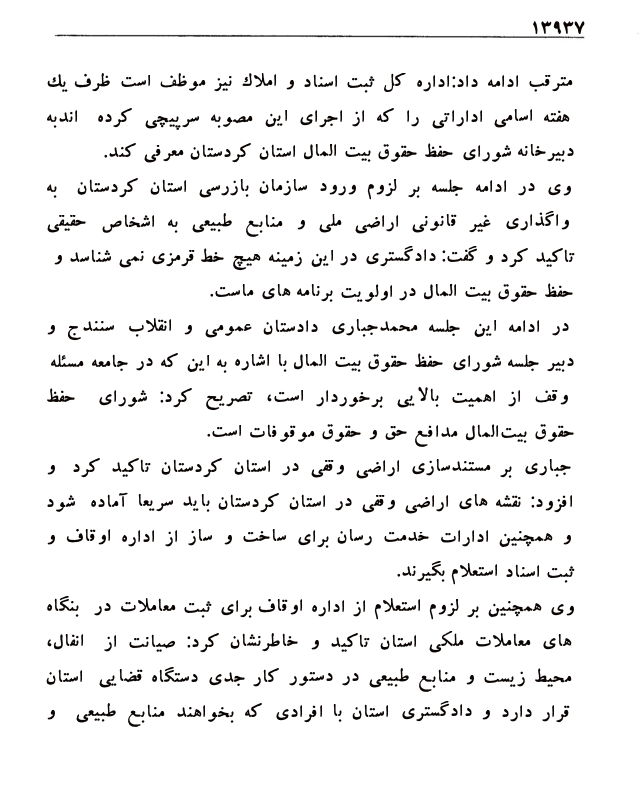 ۱۳۹۳۷
مترقب ادامه داد:اداره کل ثبت اسناد و املاك نیز موظف است ظرف یك
هفته اسامی اداراتی را که از اجرای این مصوبه سرپیچی کرده اندبه
دبیرخانه شورای حفظ حقوق بیت المال استان کردستان معرفی کند.
وی در ادامه جلسه بر لزوم ورود سازمان بازرسی استان کردستان به
واگذاری غیر قانونی اراضی ملی و منابع طبیعی به اشخاص حقیقی
تاکید کرد و گفت: دادگستری در این زمینه هیچ خط قرمزی نمی شناسد و
حفظ حقوق بیت المال در اولویت برنامه های ماست.
در ادامه این جلسه محمدجباری دادستان عمومی و انقلاب سنندج و
دبیر جلسه شورای حفظ حقوق بیت المال با اشاره به این که در جامعه مسئله
وقف از اهمیت بالایی برخوردار است، تصریح کرد: شورای حفظ
حقوق بیت‌المال مدافع حق و حقوق موقوفات است.
جباری بر مستندسازی اراضی وقفی در استان کردستان تاکید کرد و
افزود: نقشه های اراضی وقفی در استان کردستان باید سریعا آماده شود
و همچنین ادارات خدمت رسان برای ساخت و ساز از اداره اوقاف و
ثبت اسناد استعلام بگیرند.
وی همچنین بر لزوم استعلام از اداره اوقاف برای ثبت معاملات در بنگاه
های معاملات ملکی استان تاکید و خاطرنشان کرد: صیانت از انفال،
محیط زیست و منابع طبیعی در دستور کار جدی دستگاه قضایی استان
قرار دارد و دادگستری استان با افرادی که بخواهند منابع طبیعی و